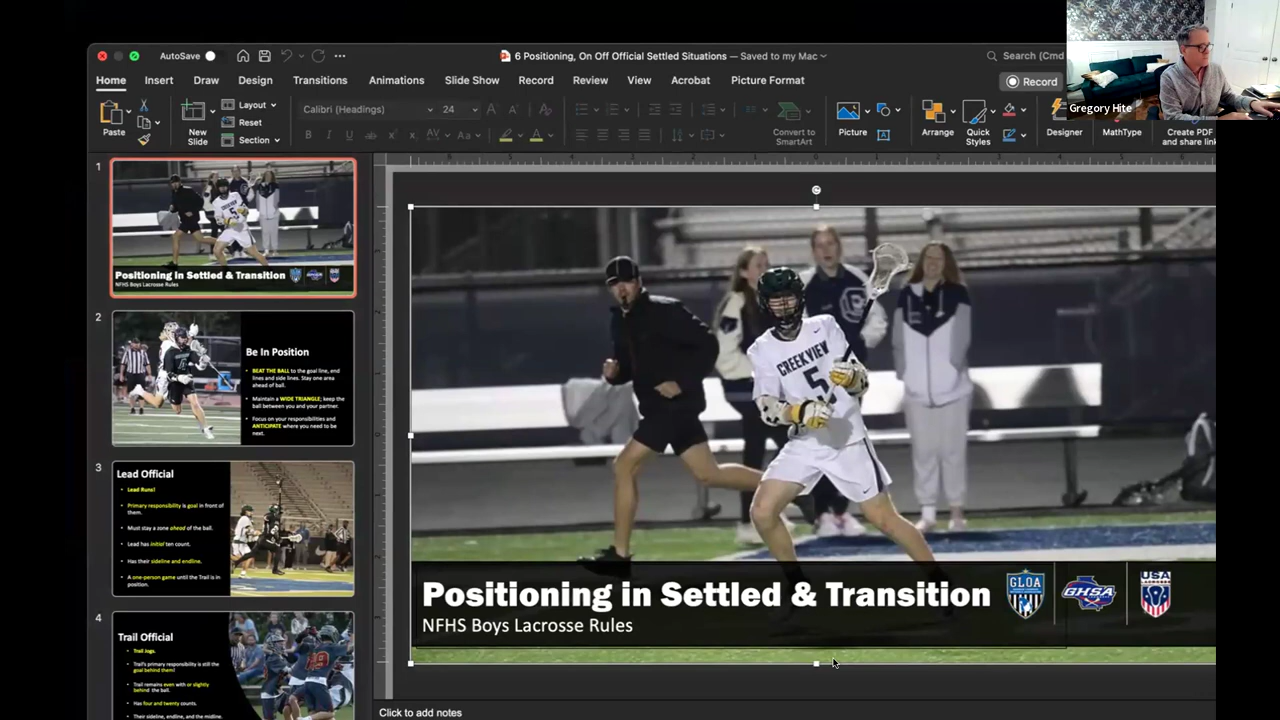 AutoSave
6 Positioning, On Off Official Settled Situations — Saved to my Mac
Search (Cmd
Home Insert Draw Design Transitions Animations Slide Show Record Review View Acrobat Picture Format
Record
Gregory Hite
Paste
New Slide
Layout
Reset
Section
Calibri (Headings) 24
Convert to SmartArt
Picture
Arrange
Quick Styles
Designer
MathType
Create PDF and share link
1
Positioning in Settled & Transition
NFHS Boys Lacrosse Rules
2
Be In Position
• BEAT THE BALL to the goal line, end
lines and side lines. Stay one area
ahead of ball.
• Maintain a WIDE TRIANGLE; keep the
ball between you and your partner.
• Focus on your responsibilities and
ANTICIPATE where you need to be
next.
3
Lead Official
• Lead Runs!
• Primary responsibility is goal in front of
them.
• Must stay a zone ahead of the ball.
• Lead has initial ten count.
• Has their sideline and endline.
• A one-person game until the Trail is in
position.
4
Trail Official
• Trail Jogs.
• Trail's primary responsibility is still the
goal behind them!
• Trail remains even with or slightly
behind the ball.
• Has four and twenty counts.
• Their sideline, endline, and the midline.
CREEKVIEW
5
Positioning in Settled & Transition
NFHS Boys Lacrosse Rules
GLOA
GHSA
USA
LACROSSE
Click to add notes